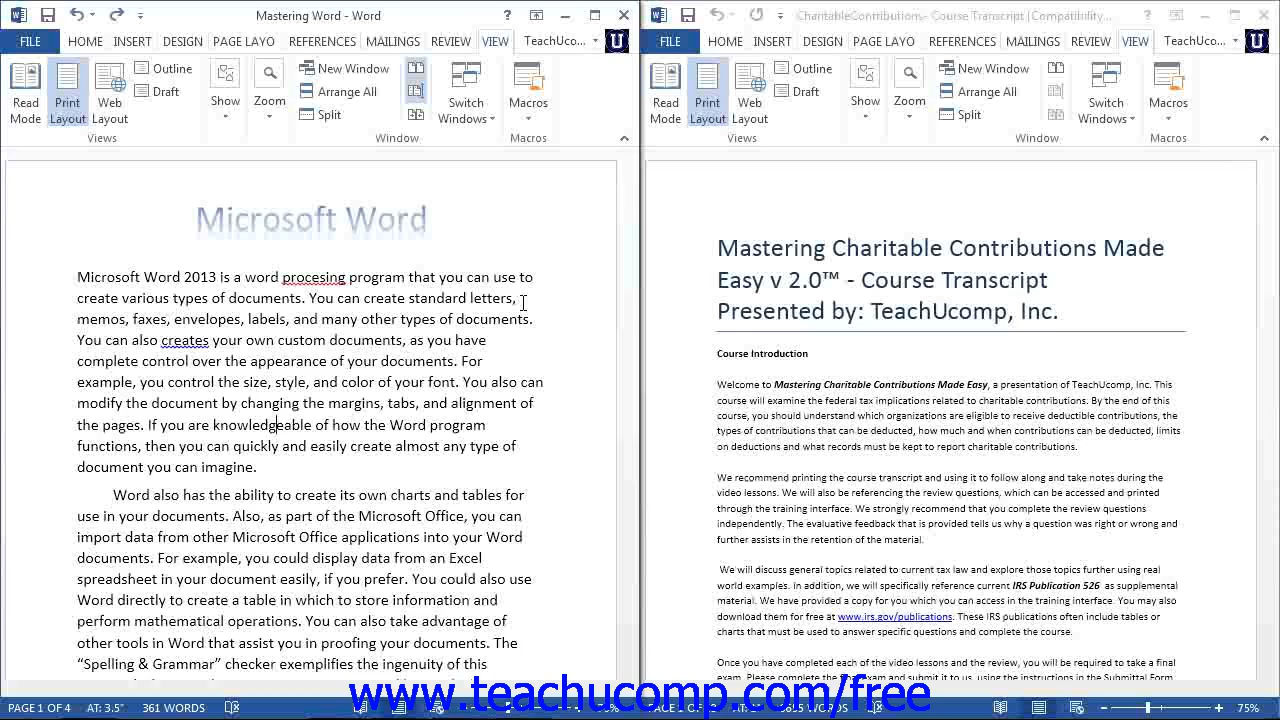 Mastering Word - Word
FILE HOME INSERT DESIGN PAGE LAYO REFERENCES MAILINGS REVIEW VIEW TeachUco...
Read Mode
Print Layout
Web Layout
Outline
Draft
Views
Show
Zoom
New Window
Arrange All
Split
Switch Windows
Window
Macros
Macros
Microsoft Word
Microsoft Word 2013 is a word procesing program that you can use to
create various types of documents. You can create standard letters,
memos, faxes, envelopes, labels, and many other types of documents.
You can also creates your own custom documents, as you have
complete control over the appearance of your documents. For
example, you control the size, style, and color of your font. You also can
modify the document by changing the margins, tabs, and alignment of
the pages. If you are knowledgeable of how the Word program
functions, then you can quickly and easily create almost any type of
document you can imagine.
Word also has the ability to create its own charts and tables for
use in your documents. Also, as part of the Microsoft Office, you can
import data from other Microsoft Office applications into your Word
documents. For example, you could display data from an Excel
spreadsheet in your document easily, if you prefer. You could also use
Word directly to create a table in which to store information and
perform mathematical operations. You can also take advantage of
other tools in Word that assist you in proofing your documents. The
“Spelling & Grammar” checker exemplifies the ingenuity of this
PAGE 1 OF 4 AT: 3.5" 361 WORDS
CharitableContributions- Course Transcript [Compatibility...
FILE HOME INSERT DESIGN PAGE LAYO REFERENCES MAILINGS REVIEW VIEW TeachUco...
Read Mode
Print Layout
Web Layout
Outline
Draft
Views
Show
Zoom
New Window
Arrange All
Split
Switch Windows
Window
Macros
Macros
Mastering Charitable Contributions Made
Easy v 2.0™ - Course Transcript
Presented by: TeachUcomp, Inc.
Course Introduction
Welcome to Mastering Charitable Contributions Made Easy, a presentation of TeachUcomp, Inc. This
course will examine the federal tax implications related to charitable contributions. By the end of this
course, you should understand which organizations are eligible to receive deductible contributions, the
types of contributions that can be deducted, how much and when contributions can be deducted, limits
on deductions and what records must be kept to report charitable contributions.
We recommend printing the course transcript and using it to follow along and take notes during the
video lessons. We will also be referencing the review questions, which can be accessed and printed
through the training interface. We strongly recommend that you complete the review questions
independently. The evaluative feedback that is provided tells us why a question was right or wrong and
further assists in the retention of the material.
We will discuss general topics related to current tax law and explore those topics further using real
world examples. In addition, we will specifically reference current IRS Publication 526 as supplemental
material. We have provided a copy for you which you can access in the training interface. You may also
download them for free at www.irs.gov/publications. These IRS publications often include tables or
charts that must be used to answer specific questions and complete the course.
Once you have completed each of the video lessons and the review, you will be required to take a final
75%
www.teachucomp.com/free